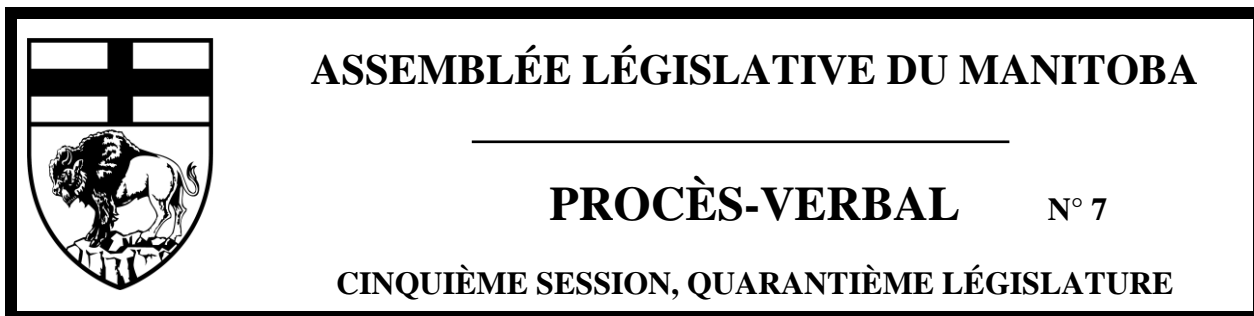 ASSEMBLÉE LÉGISLATIVE DU MANITOBA
PROCÈS-VERBAL N° 7
CINQUIÈME SESSION, QUARANTIÈME LÉGISLATURE